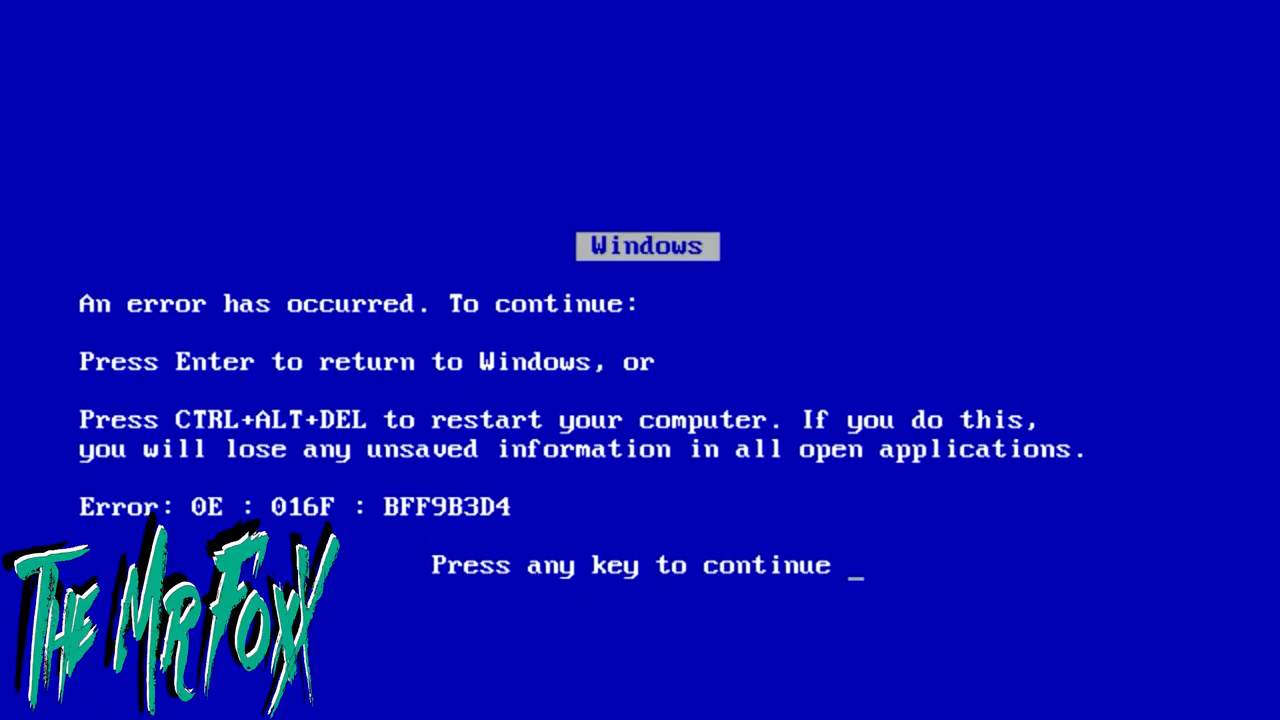 Windows
An error has occurred. To continue:
Press Enter to return to Windows, or
Press CTRL+ALT+DEL to restart your computer. If you do this,
you will lose any unsaved information in all open applications.
Error: 0E : 016F : BFF9B3D4
Press any key to continue _
THE MR FOXX